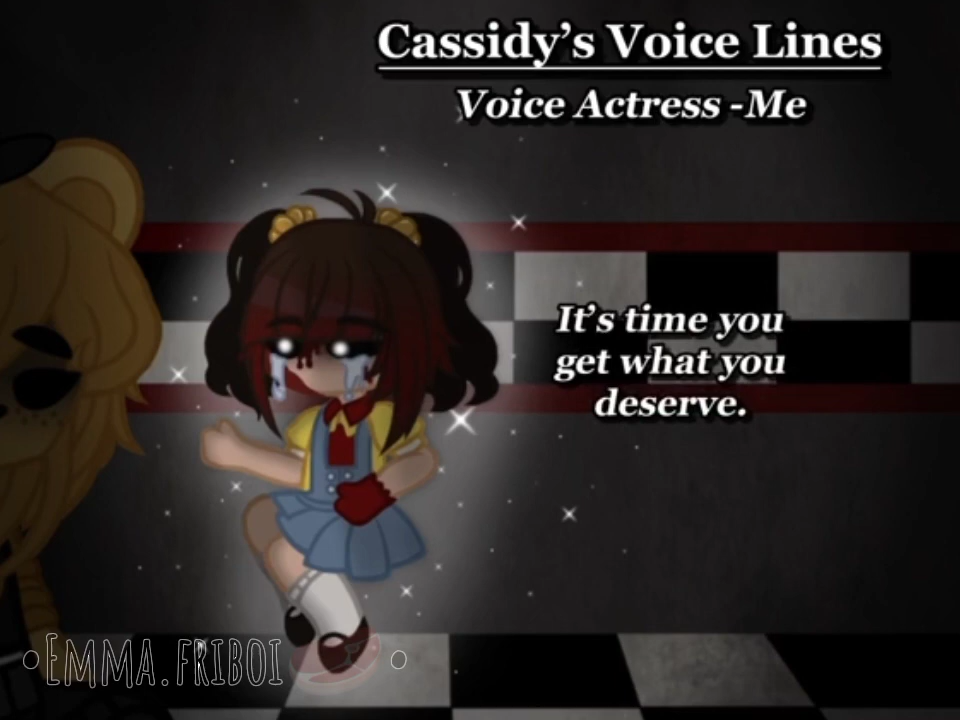 Cassidy's Voice Lines
Voice Actress -Me
It's time you
get what you
deserve.
◦Emma.friboi ◦